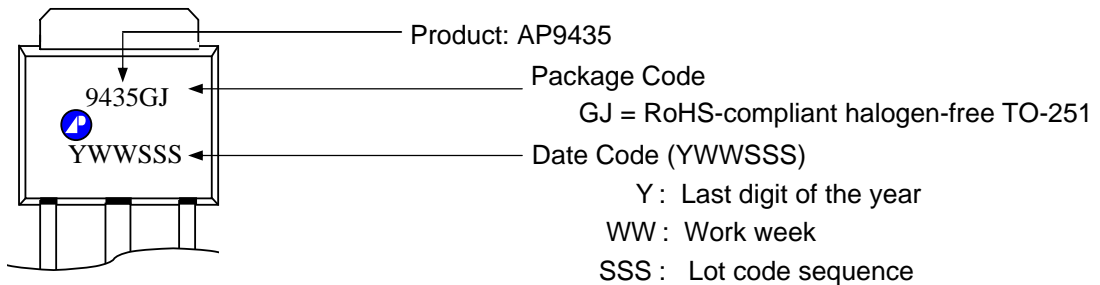 Product: AP9435
Package Code
9435GJ
GJ = RoHS-compliant halogen-free TO-251
YWWSSS
Date Code (YWWSSS)
Y : Last digit of the year
WW : Work week
SSS : Lot code sequence